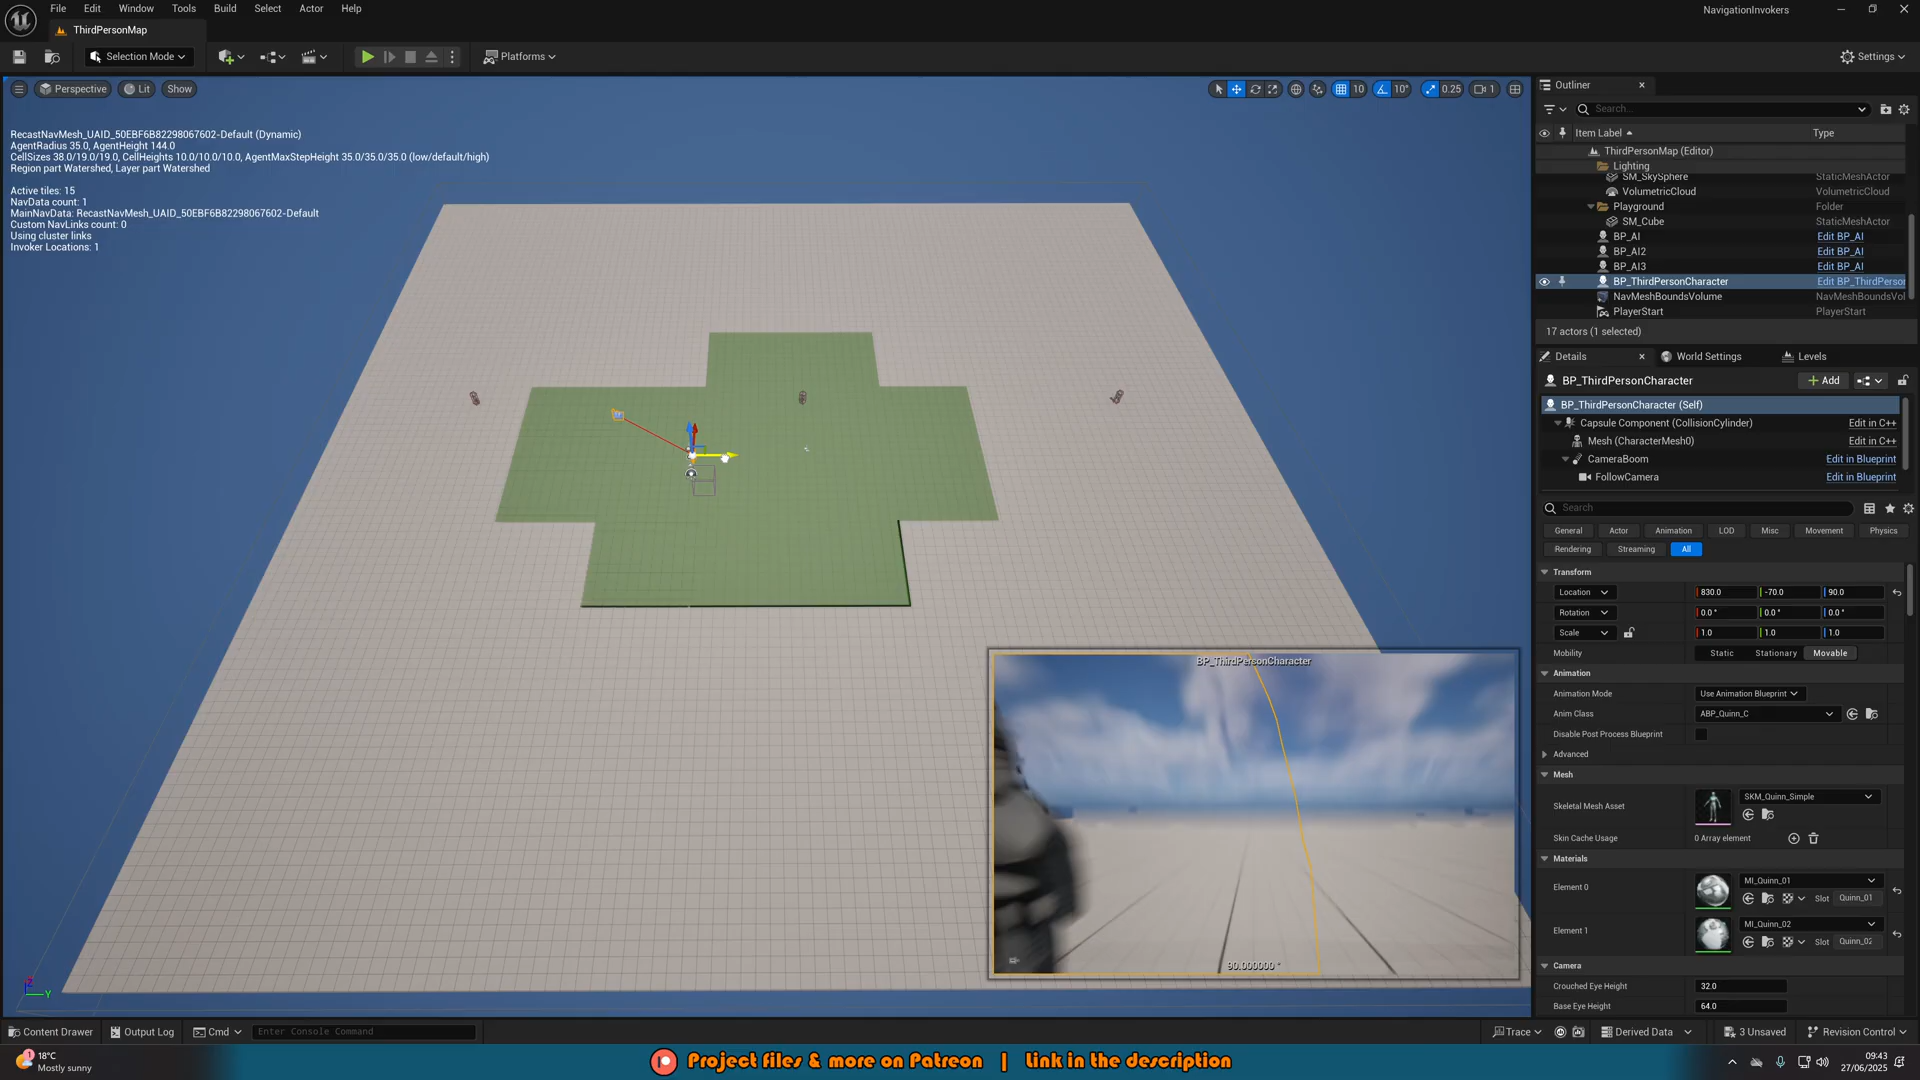 File Edit Window Tools Build Select Actor Help
NavigationInvokers
ThirdPersonMap
Selection Mode
Platforms
Settings
Perspective Lit Show
10 10° 0.25 1
RecastNavMesh_UAID_50EBF6B82298067602-Default (Dynamic)
AgentRadius 35.0, AgentHeight 144.0
CellSizes 38.0/19.0/19.0, CellHeights 10.0/10.0/10.0, AgentMaxStepHeight 35.0/35.0/35.0 (low/default/high)
Region part Watershed, Layer part Watershed
Active tiles: 15
NavData count: 1
MainNavData: RecastNavMesh_UAID_50EBF6B82298067602-Default
Custom NavLinks count: 0
Using cluster links
Invoker Locations: 1
BP_ThirdPersonCharacter
90.000000 °
Z
Y
Outliner
Search...
Item Label Type
ThirdPersonMap (Editor)
Lighting
SM_SkySphere StaticMeshActor
VolumetricCloud VolumetricCloud
Playground Folder
SM_Cube StaticMeshActor
BP_AI Edit BP_AI
BP_AI2 Edit BP_AI
BP_AI3 Edit BP_AI
BP_ThirdPersonCharacter Edit BP_ThirdPerson
NavMeshBoundsVolume NavMeshBoundsVol
PlayerStart PlayerStart
17 actors (1 selected)
Details World Settings Levels
BP_ThirdPersonCharacter
Add
BP_ThirdPersonCharacter (Self)
Capsule Component (CollisionCylinder) Edit in C++
Mesh (CharacterMesh0) Edit in C++
CameraBoom Edit in Blueprint
FollowCamera Edit in Blueprint
Search
General Actor Animation LOD Misc Movement Physics
Rendering Streaming All
Transform
Location 830.0 -70.0 90.0
Rotation 0.0 ° 0.0 ° 0.0 °
Scale 1.0 1.0 1.0
Mobility Static Stationary Movable
Animation
Animation Mode Use Animation Blueprint
Anim Class ABP_Quinn_C
Disable Post Process Blueprint
Advanced
Mesh
Skeletal Mesh Asset SKM_Quinn_Simple
Skin Cache Usage 0 Array element
Materials
Element 0 MI_Quinn_01
Slot Quinn_01
Element 1 MI_Quinn_02
Slot Quinn_02
Camera
Crouched Eye Height 32.0
Base Eye Height 64.0
Content Drawer Output Log Cmd Enter Console Command
Trace Derived Data 3 Unsaved Revision Control
1
18°C
Mostly sunny
Project files & more on Patreon | Link in the description
09:43
27/06/2025